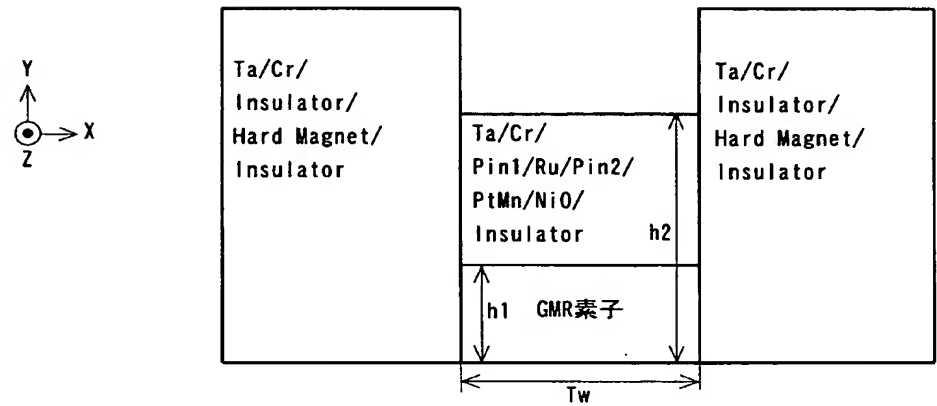 Y
X
Z
Ta/Cr/
Insulator/
Hard Magnet/
Insulator
Ta/Cr/
Pin1/Ru/Pin2/
PtMn/NiO/
Insulator
h2
h1
GMR素子
Tw
Ta/Cr/
Insulator/
Hard Magnet/
Insulator